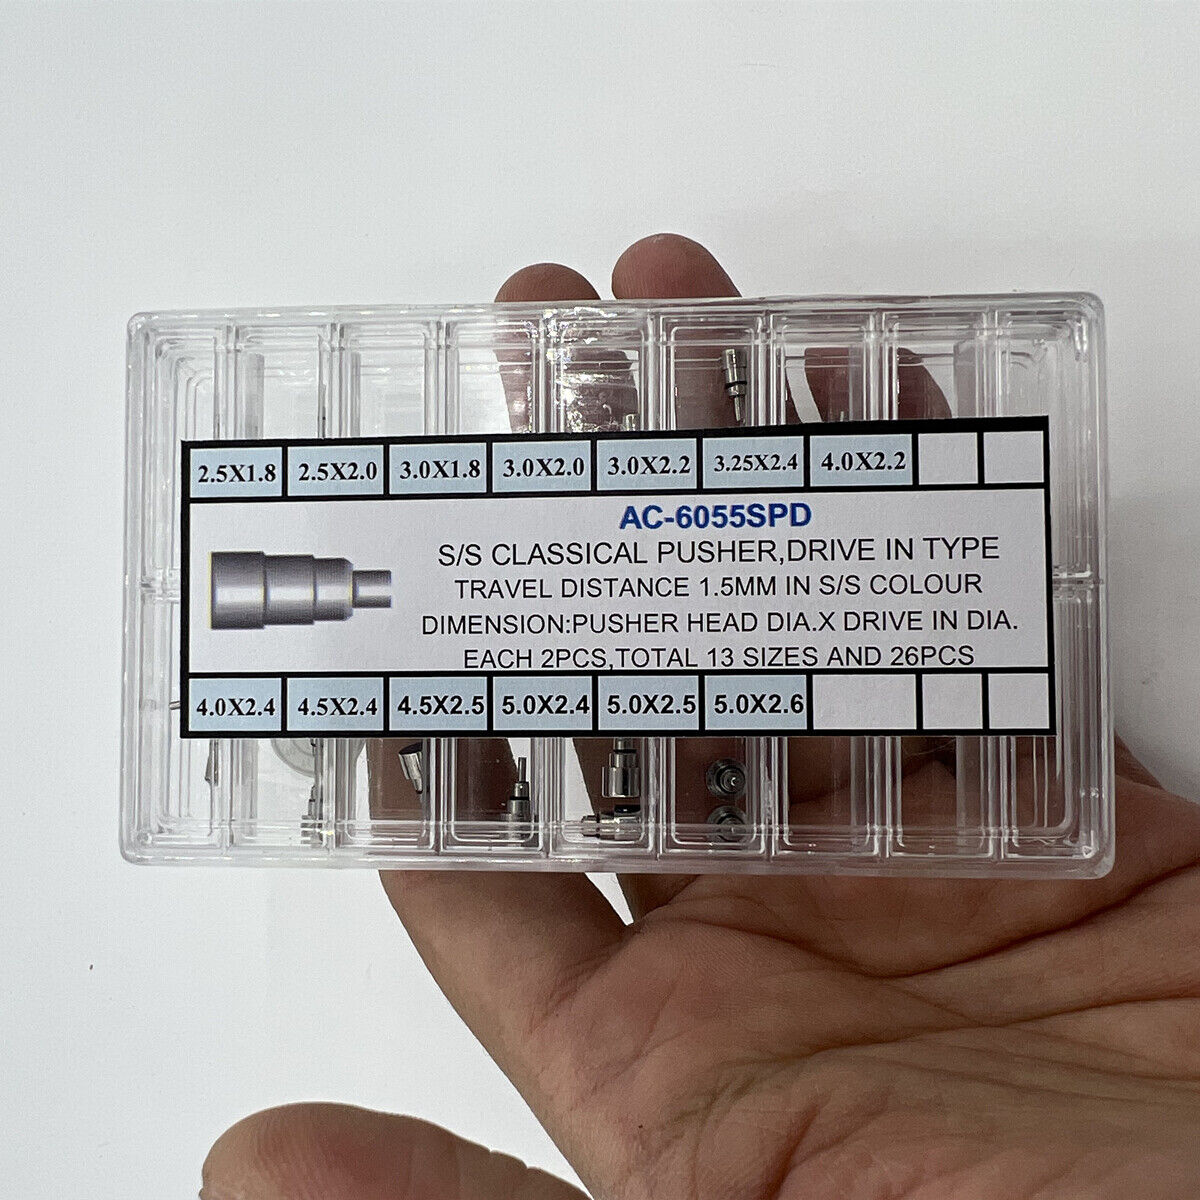 2.5X1.8 2.5X2.0 3.0X1.8 3.0X2.0 3.0X2.2 3.25X2.4 4.0X2.2
AC-6055SPD
S/S CLASSICAL PUSHER,DRIVE IN TYPE
TRAVEL DISTANCE 1.5MM IN S/S COLOUR
DIMENSION:PUSHER HEAD DIA.X DRIVE IN DIA.
EACH 2PCS,TOTAL 13 SIZES AND 26PCS
4.0X2.4 4.5X2.4 4.5X2.5 5.0X2.4 5.0X2.5 5.0X2.6